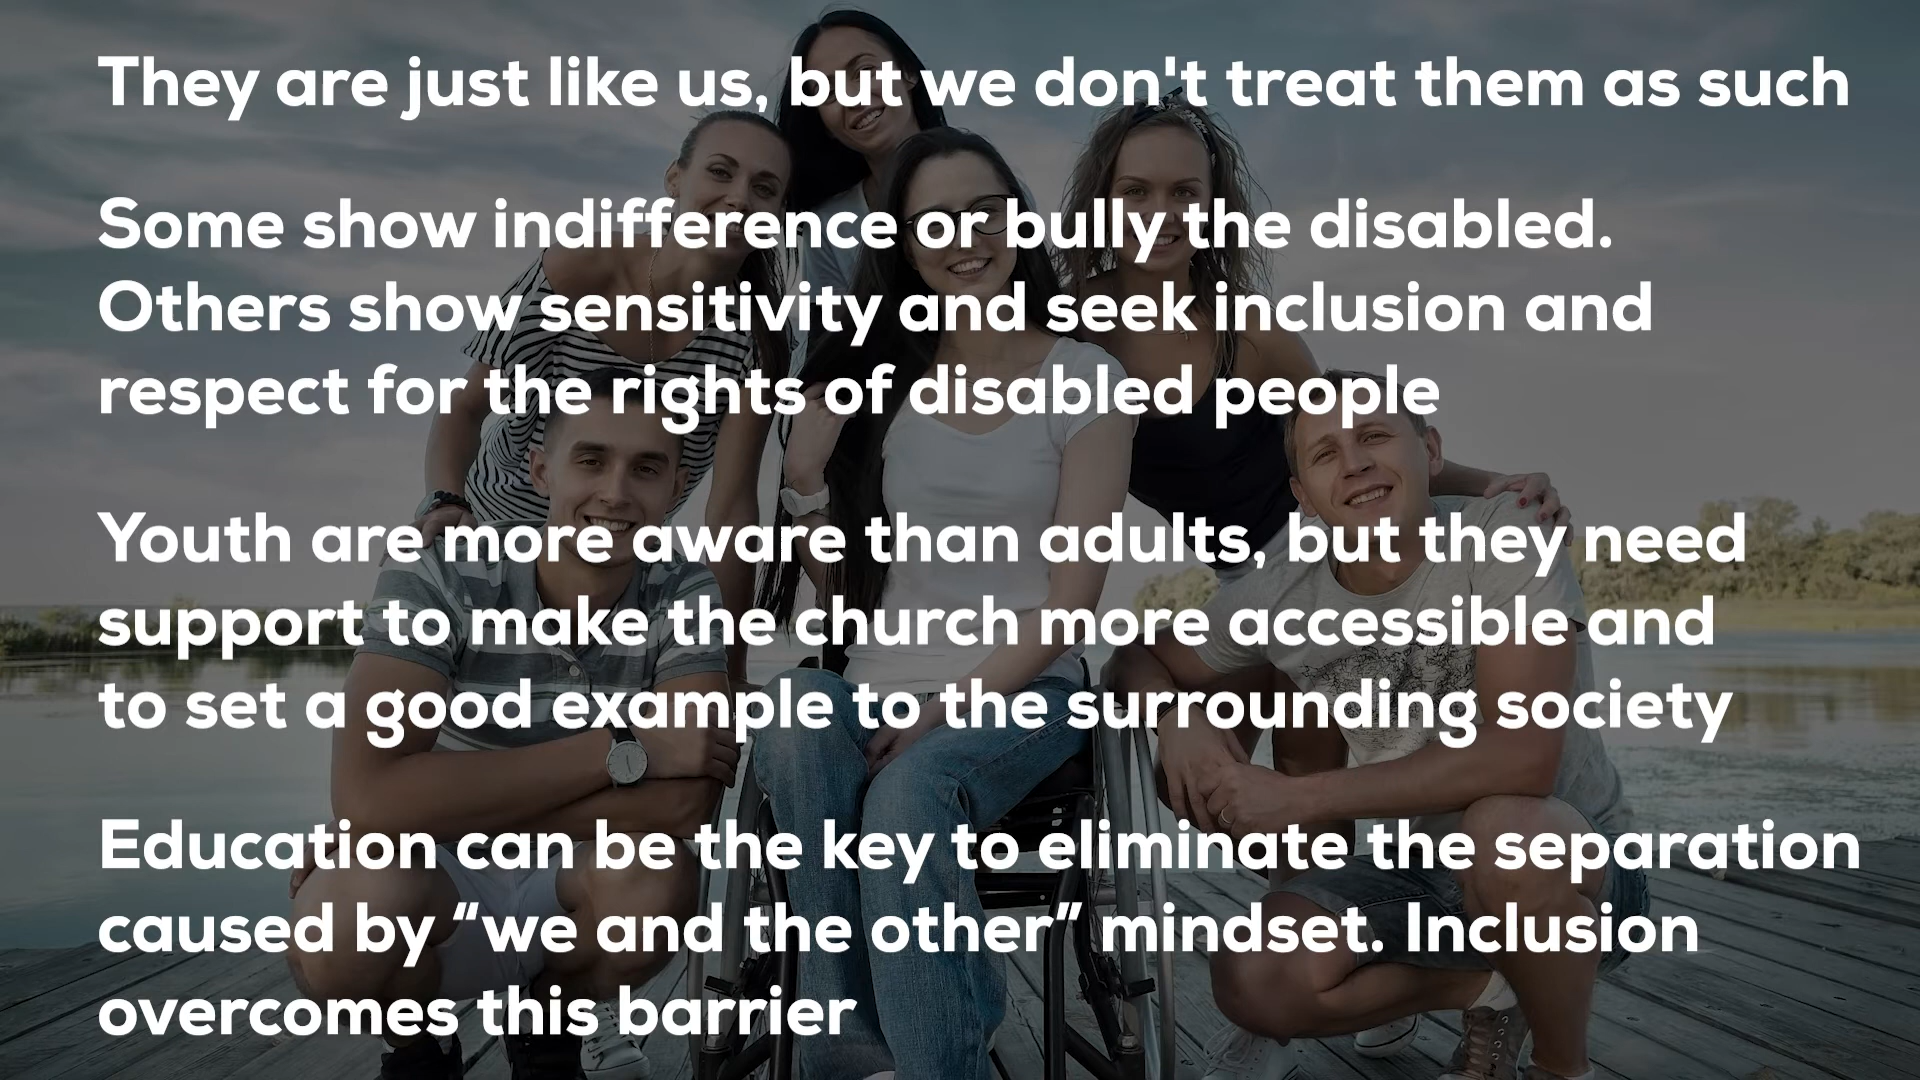 They are just like us, but we don't treat them as such
Some show indifference or bully the disabled.
Others show sensitivity and seek inclusion and
respect for the rights of disabled people
Youth are more aware than adults, but they need
support to make the church more accessible and
to set a good example to the surrounding society
Education can be the key to eliminate the separation
caused by “we and the other” mindset. Inclusion
overcomes this barrier